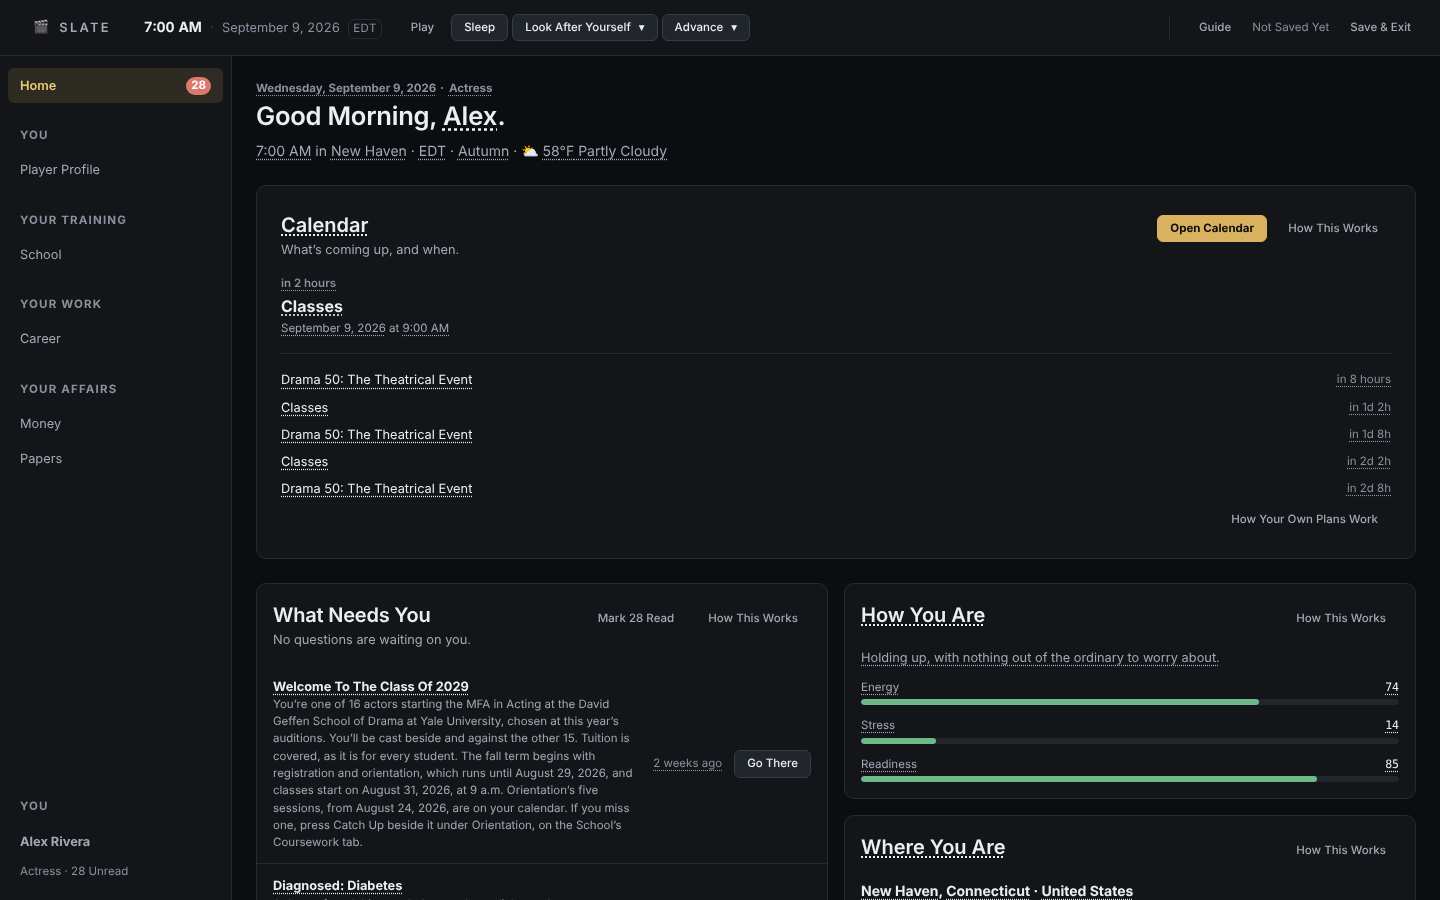 SLATE
7:00 AM · September 9, 2026 EDT
Play
Sleep
Look After Yourself ▾
Advance ▾
Guide
Not Saved Yet
Save & Exit
Home
28
YOU
Player Profile
YOUR TRAINING
School
YOUR WORK
Career
YOUR AFFAIRS
Money
Papers
YOU
Alex Rivera
Actress · 28 Unread
Wednesday, September 9, 2026 · Actress
Good Morning, Alex.
7:00 AM in New Haven · EDT · Autumn · 58°F Partly Cloudy
Calendar
What's coming up, and when.
Open Calendar
How This Works
in 2 hours
Classes
September 9, 2026 at 9:00 AM
Drama 50: The Theatrical Event in 8 hours
Classes in 1d 2h
Drama 50: The Theatrical Event in 1d 8h
Classes in 2d 2h
Drama 50: The Theatrical Event in 2d 8h
How Your Own Plans Work
What Needs You
Mark 28 Read
How This Works
No questions are waiting on you.
Welcome To The Class Of 2029
You're one of 16 actors starting the MFA in Acting at the David
Geffen School of Drama at Yale University, chosen at this year's
auditions. You'll be cast beside and against the other 15. Tuition is
covered, as it is for every student. The fall term begins with
registration and orientation, which runs until August 29, 2026, and
classes start on August 31, 2026, at 9 a.m. Orientation's five
sessions, from August 24, 2026, are on your calendar. If you miss
one, press Catch Up beside it under Orientation, on the School's
Coursework tab.
2 weeks ago
Go There
Diagnosed: Diabetes
How You Are
How This Works
Holding up, with nothing out of the ordinary to worry about.
Energy 74
Stress 14
Readiness 85
Where You Are
How This Works
New Haven, Connecticut · United States